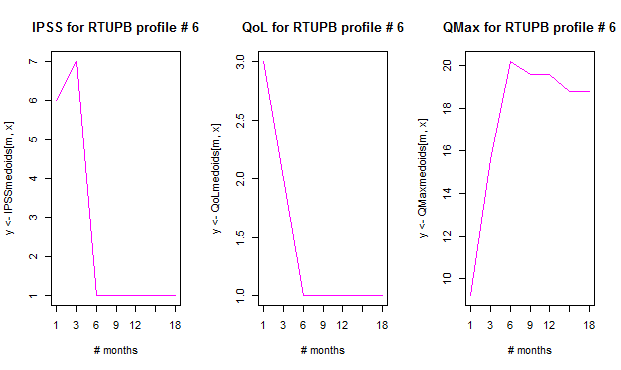 IPSS for RTUPB profile # 6
y <- IPSSmedoids[m, x]
7
6
5
4
3
2
1
1 3 6 9 12 18
# months
QoL for RTUPB profile # 6
y <- QoLmedoids[m, x]
3.0
2.5
2.0
1.5
1.0
1 3 6 9 12 18
# months
QMax for RTUPB profile # 6
y <- QMaxmedoids[m, x]
20
18
16
14
12
10
1 3 6 9 12 18
# months